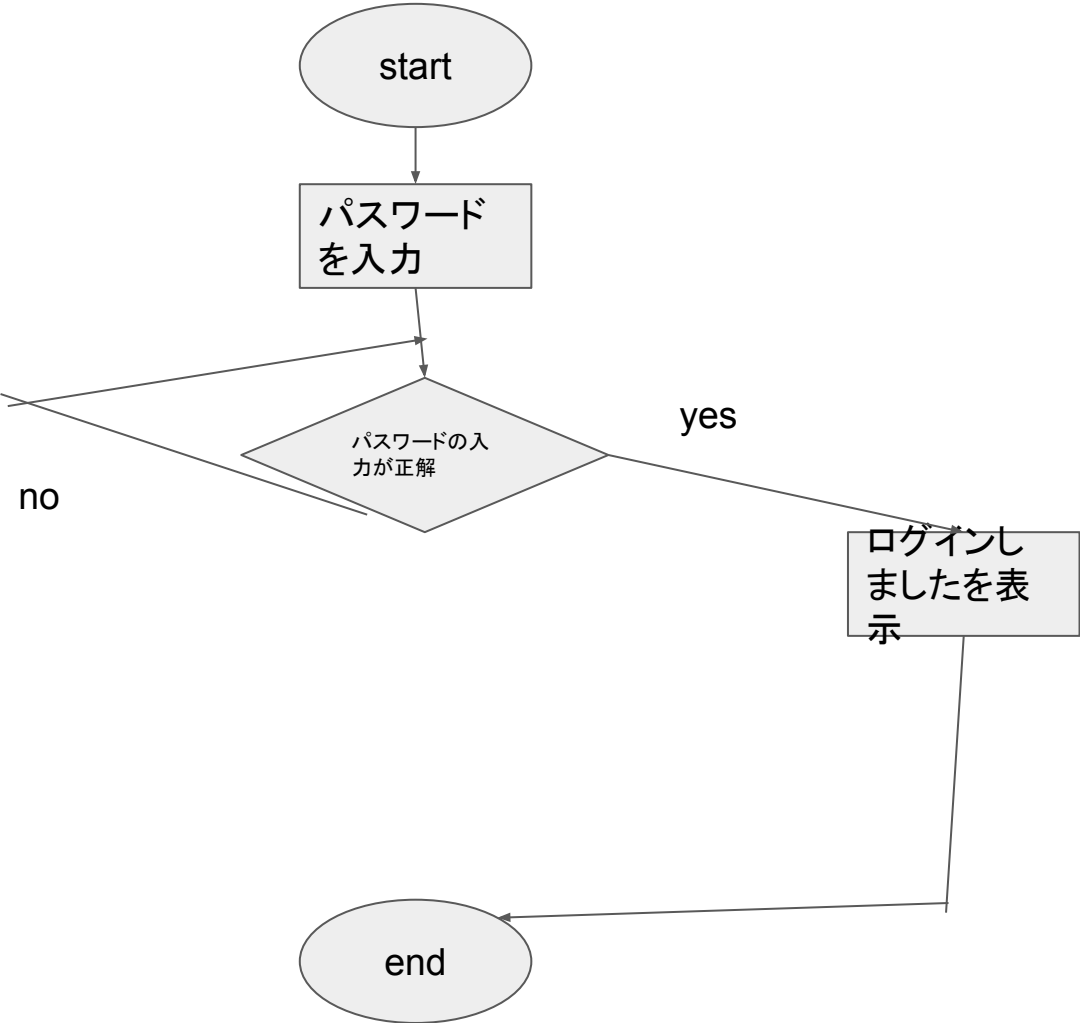 start
パスワード
を入力
yes
パスワードの入
力が正解
no
ログインし
ましたを表
示
end